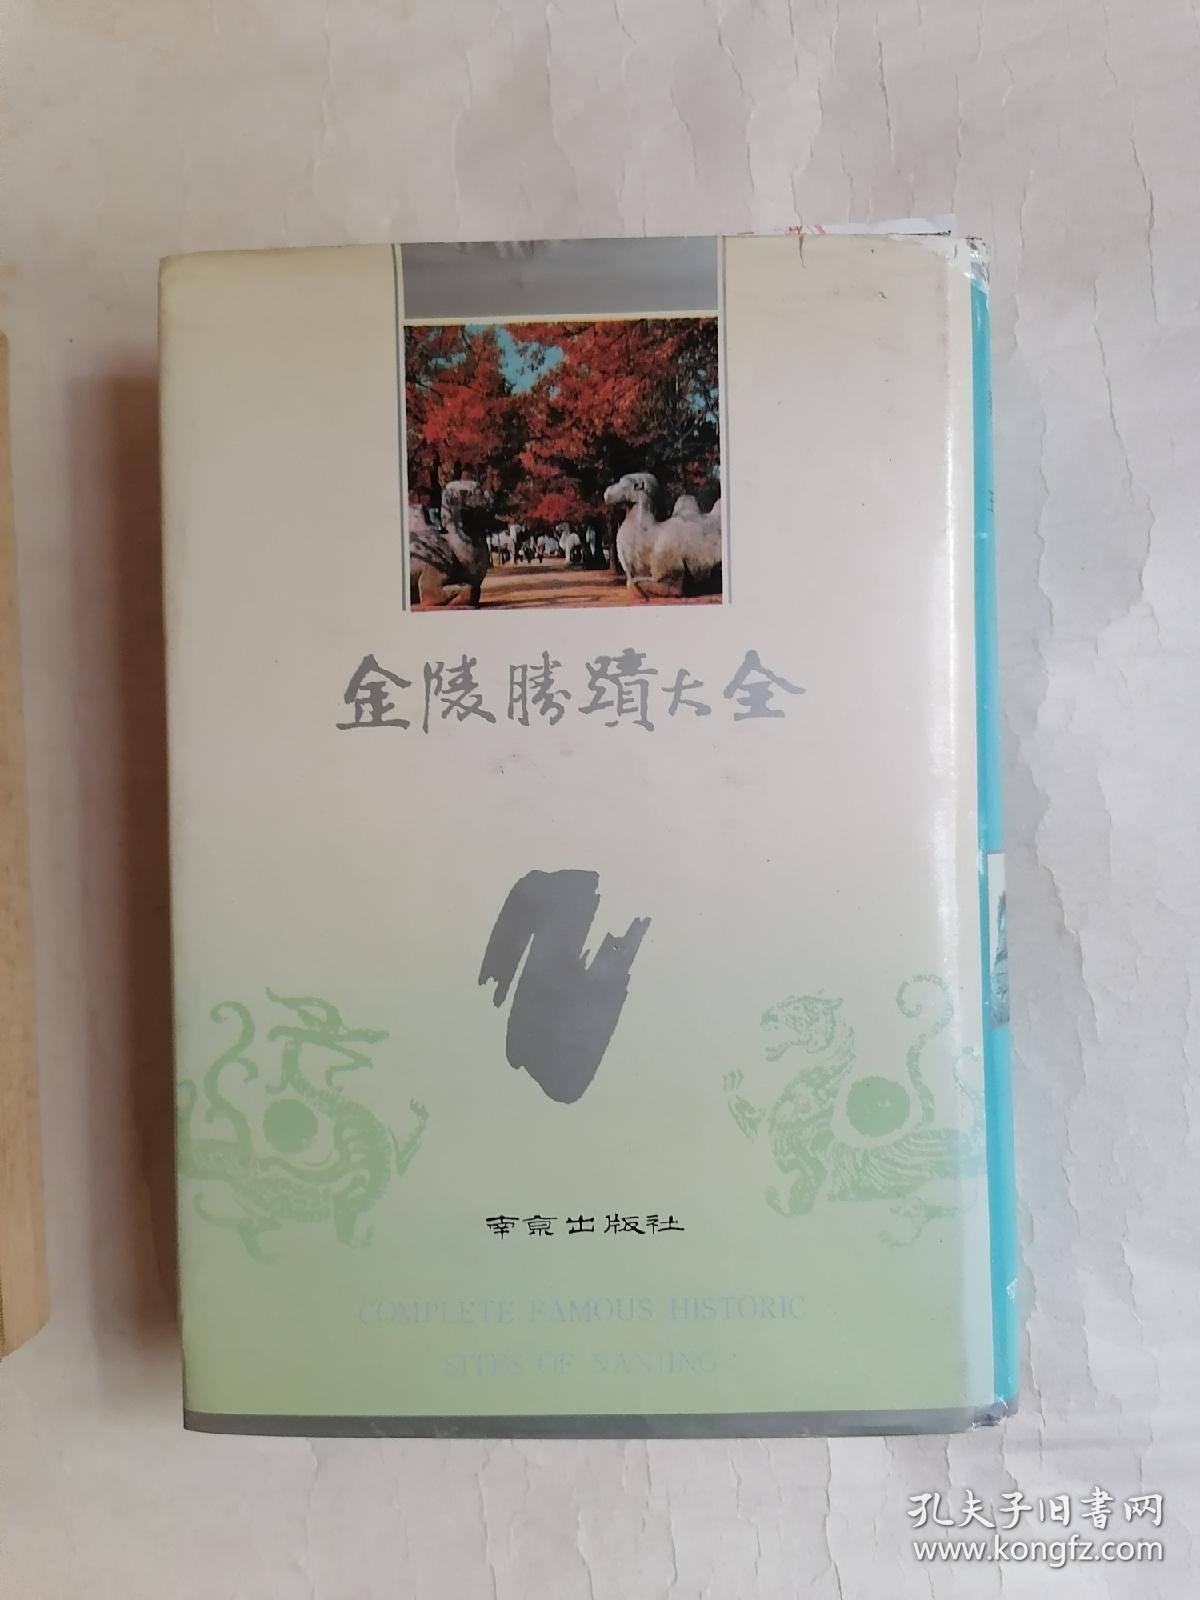 金陵勝蹟大全
南京出版社
COMPLETE FAMOUS HISTORIC
SITES OF NANJING
孔夫子旧书网
www.kongfz.com